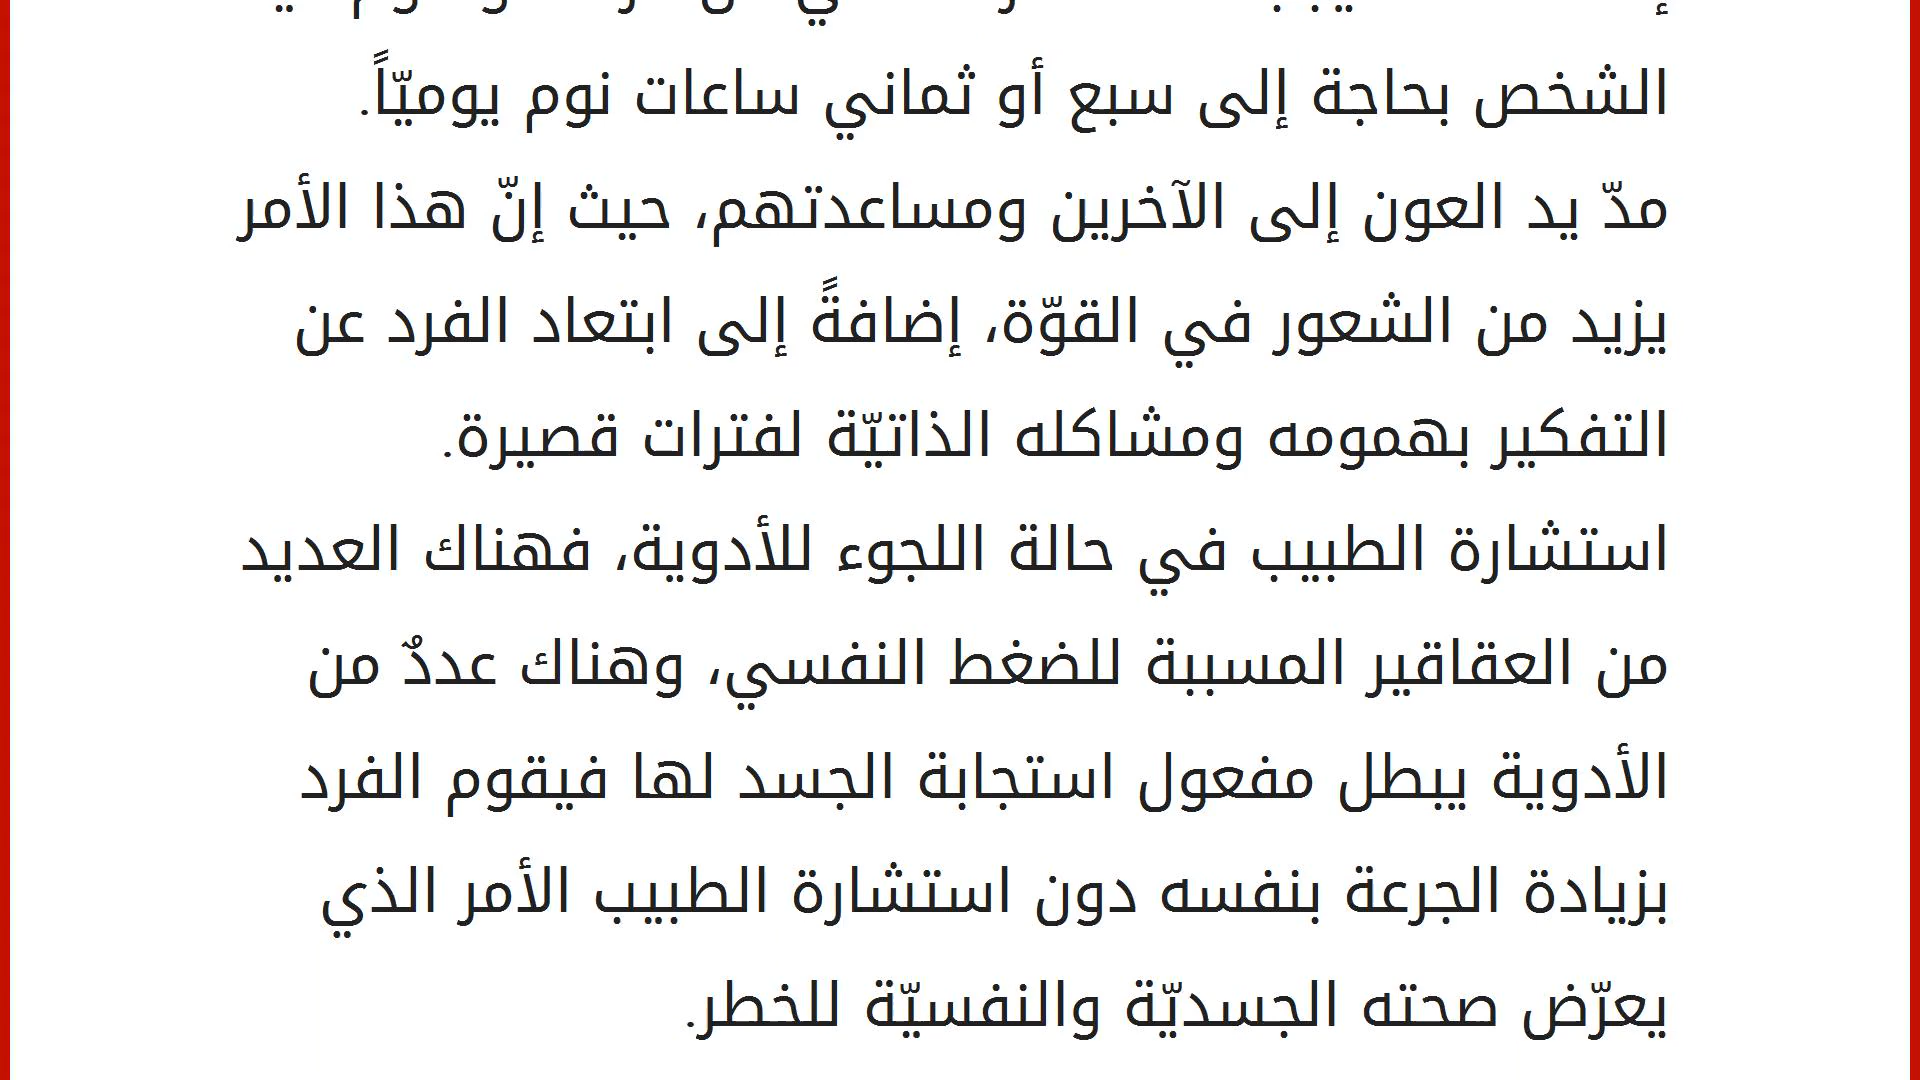 الشخص بحاجة إلى سبع أو ثماني ساعات نوم يوميّاً.
مدّ يد العون إلى الآخرين ومساعدتهم، حيث إنّ هذا الأمر
يزيد من الشعور في القوّة، إضافةً إلى ابتعاد الفرد عن
التفكير بهمومه ومشاكله الذاتيّة لفترات قصيرة.
استشارة الطبيب في حالة اللجوء للأدوية، فهناك العديد
من العقاقير المسببة للضغط النفسي، وهناك عددٌ من
الأدوية يبطل مفعول استجابة الجسد لها فيقوم الفرد
بزيادة الجرعة بنفسه دون استشارة الطبيب الأمر الذي
يعرّض صحته الجسديّة والنفسيّة للخطر.